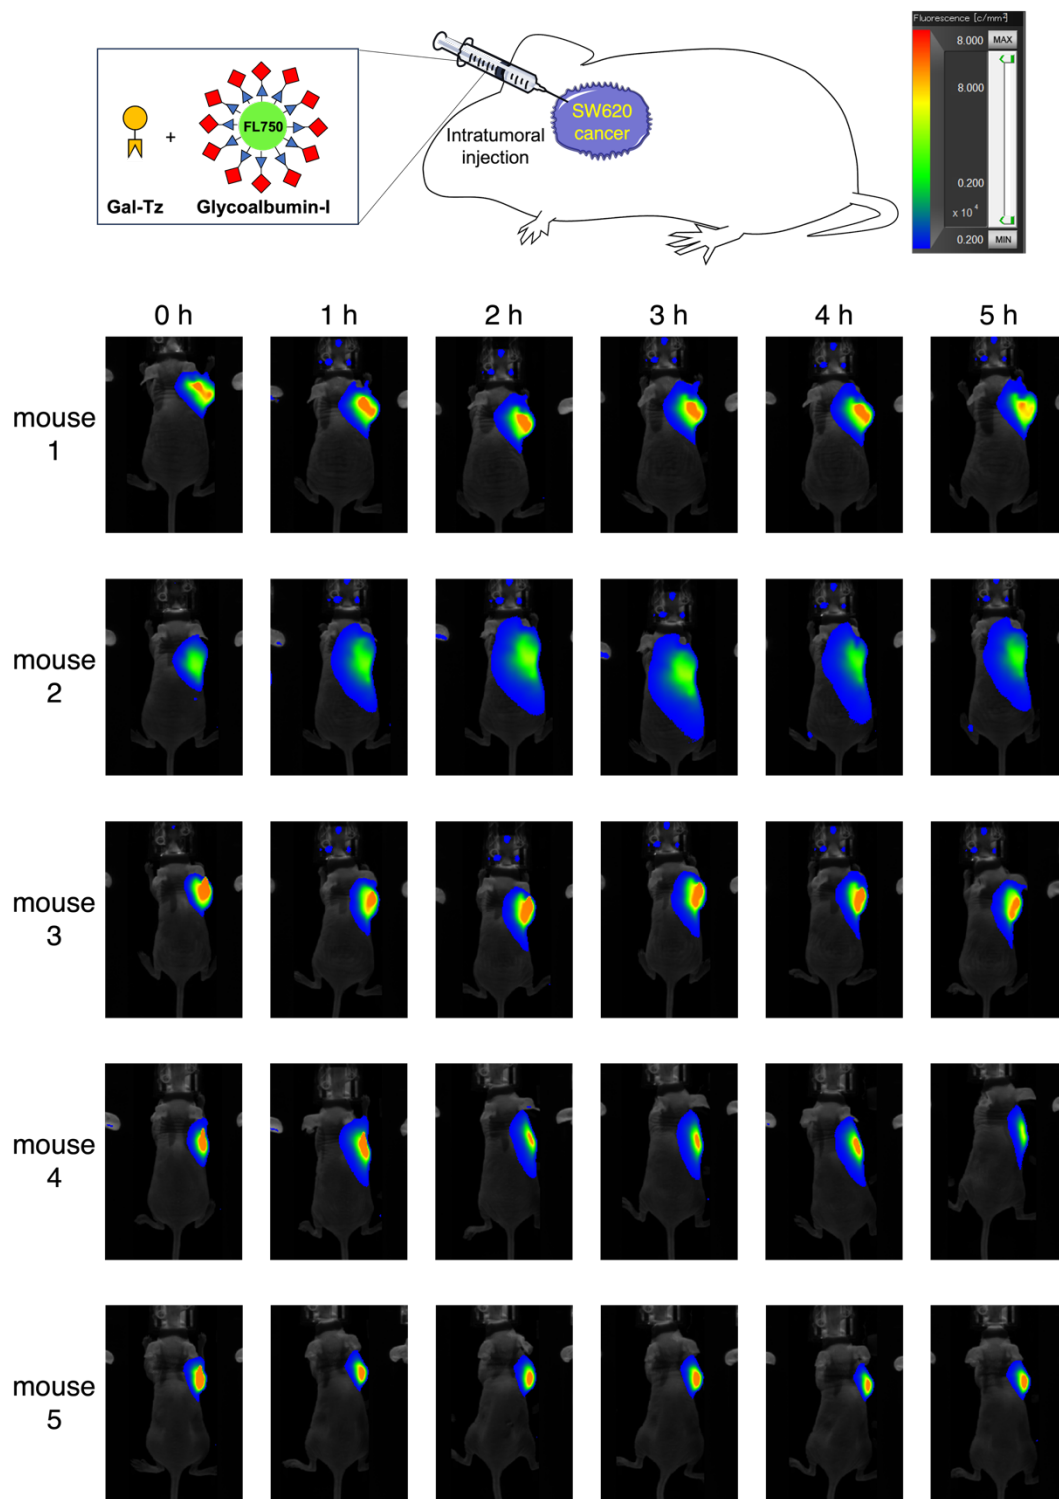 FL750
+
Gal-Tz
Glycoalbumin-I
Intratumoral
injection
SW620
cancer
Fluorescence [c/mm²]
8.000
MAX
8.000
0.200
x 10⁴
0.200
MIN
0 h
1 h
2 h
3 h
4 h
5 h
mouse
1
mouse
2
mouse
3
mouse
4
mouse
5